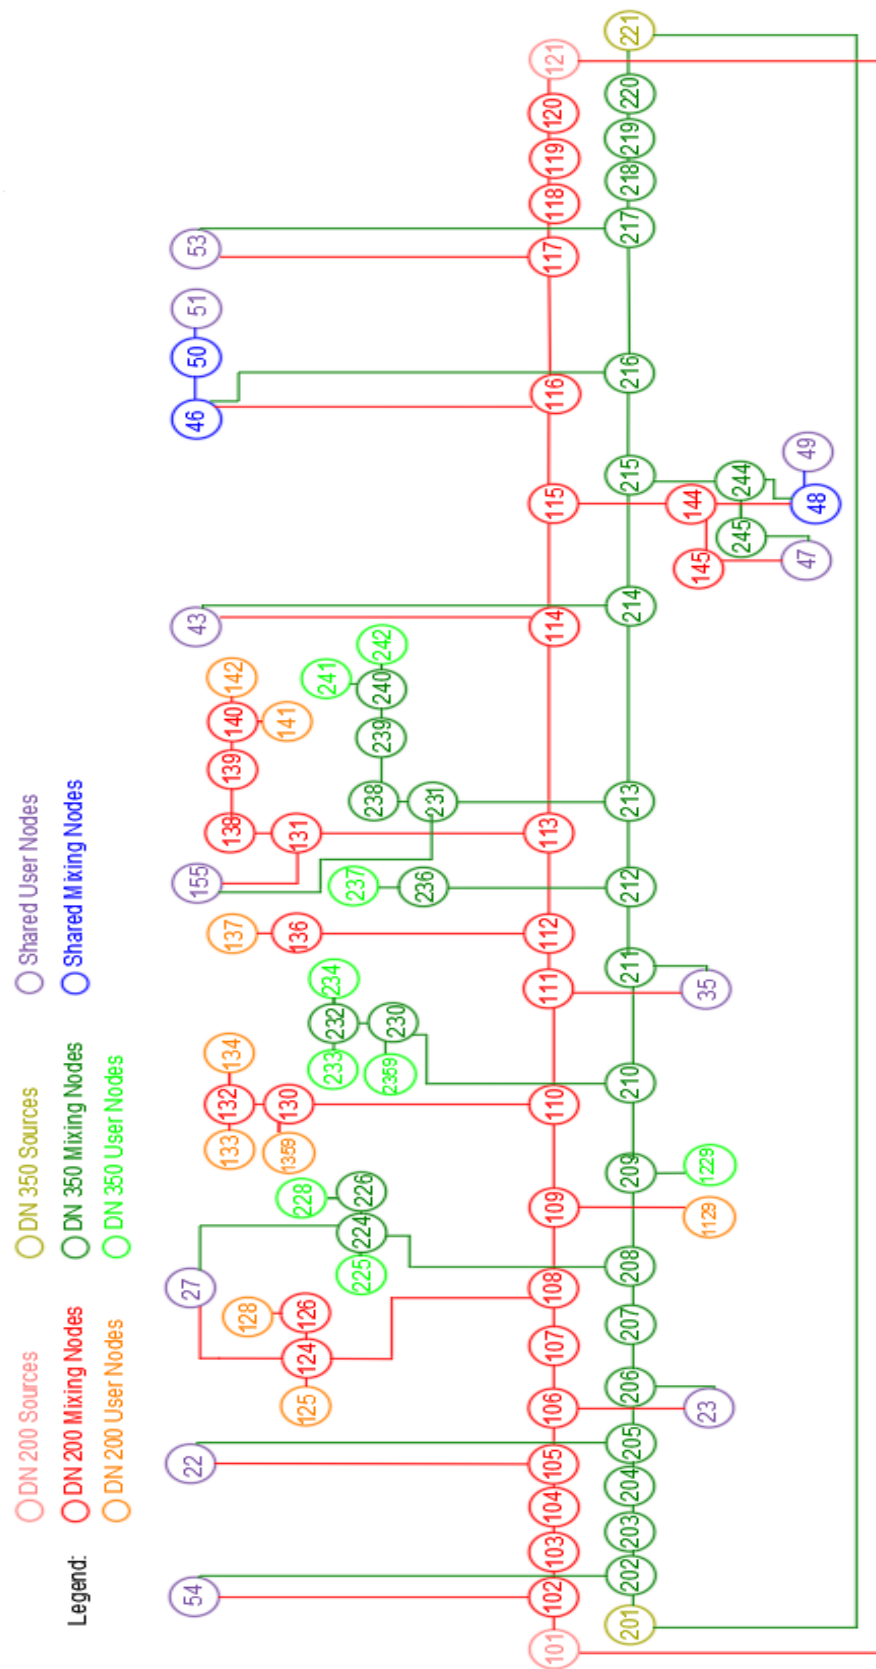 DN 200 Sources DN 350 Sources Shared User Nodes
Legend: DN 200 Mixing Nodes DN 350 Mixing Nodes Shared Mixing Nodes
DN 200 User Nodes DN 350 User Nodes
54 22 27 155 43 46 50 51 53
128 133 132 134 137 138 139 140 142
125 124 126 1359 130 228 136 131 141
233 232 234 241
225 224 226 237 238 239 240 242
2359 230 236 231
101 102 103 104 105 106 107 108 109 110 111 112 113 114 115 116 117 118 119 120 121
201 202 203 204 205 206 207 208 209 210 211 212 213 214 215 216 217 218 219 220 221
23 1129 1229 35 145 144
245 244
47 48 49